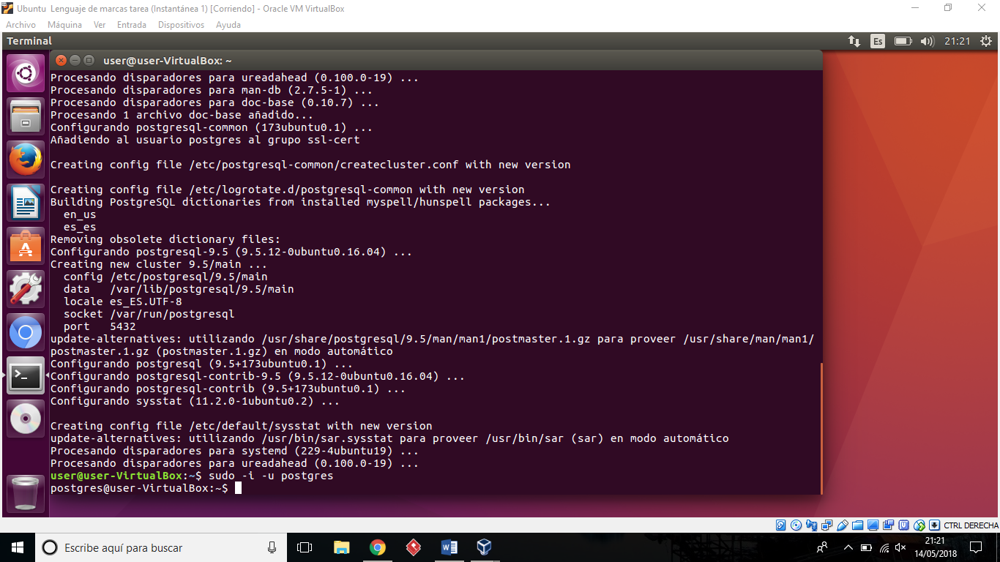 Ubuntu Lenguaje de marcas tarea (Instantánea 1) [Corriendo] - Oracle VM VirtualBox
Archivo Máquina Ver Entrada Dispositivos Ayuda
Terminal Es 21:21
user@user-VirtualBox: ~
Procesando disparadores para ureadahead (0.100.0-19) ...
Procesando disparadores para man-db (2.7.5-1) ...
Procesando disparadores para doc-base (0.10.7) ...
Procesando 1 archivo doc-base añadido...
Configurando postgresql-common (173ubuntu0.1) ...
Añadiendo al usuario postgres al grupo ssl-cert
Creating config file /etc/postgresql-common/createcluster.conf with new version
Creating config file /etc/logrotate.d/postgresql-common with new version
Building PostgreSQL dictionaries from installed myspell/hunspell packages...
en_us
es_es
Removing obsolete dictionary files:
Configurando postgresql-9.5 (9.5.12-0ubuntu0.16.04) ...
Creating new cluster 9.5/main ...
config /etc/postgresql/9.5/main
data /var/lib/postgresql/9.5/main
locale es_ES.UTF-8
socket /var/run/postgresql
port 5432
update-alternatives: utilizando /usr/share/postgresql/9.5/man/man1/postmaster.1.gz para proveer /usr/share/man/man1/
postmaster.1.gz (postmaster.1.gz) en modo automático
Configurando postgresql (9.5+173ubuntu0.1) ...
Configurando postgresql-contrib-9.5 (9.5.12-0ubuntu0.16.04) ...
Configurando postgresql-contrib (9.5+173ubuntu0.1) ...
Configurando sysstat (11.2.0-1ubuntu0.2) ...
Creating config file /etc/default/sysstat with new version
update-alternatives: utilizando /usr/bin/sar.sysstat para proveer /usr/bin/sar (sar) en modo automático
Procesando disparadores para systemd (229-4ubuntu19) ...
Procesando disparadores para ureadahead (0.100.0-19) ...
user@user-VirtualBox:~$ sudo -i -u postgres
postgres@user-VirtualBox:~$
CTRL DERECHA
Escribe aquí para buscar
21:21
14/05/2018